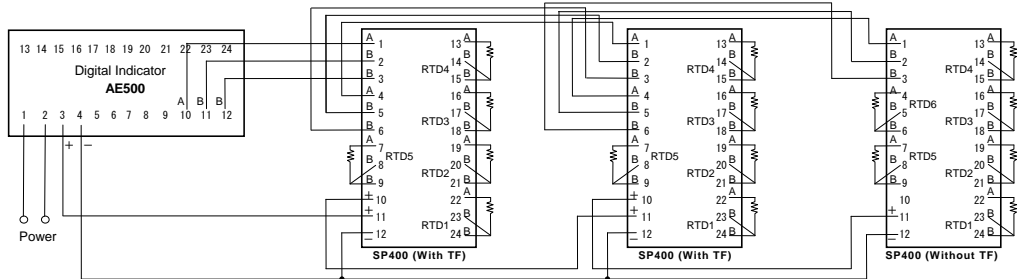 13 14 15 16 17 18 19 20 21 22 23 24
Digital Indicator
AE500
A B B
1 2 3 4 5 6 7 8 9 10 11 12
+ −
Power
A 1 13 A
B 2 14 B
B 3 RTD4 15 B
A 4 16 A
B 5 RTD3 17 B
B 6 18 B
A 7 19 A
RTD5
B 8 20 B
B 9 RTD2 21 B
+ 10 22 A
+ 11 23 B
− 12 RTD1 24 B
SP400 (With TF)
A 1 13 A
B 2 14 B
B 3 RTD4 15 B
A 4 16 A
B 5 RTD3 17 B
B 6 18 B
A 7 19 A
RTD5
B 8 20 B
B 9 RTD2 21 B
+ 10 22 A
+ 11 23 B
− 12 RTD1 24 B
SP400 (With TF)
A 1 13 A
B 2 14 B
B 3 RTD4 15 B
A 4 16 A
B 5 RTD6 RTD3 17 B
B 6 18 B
A 7 19 A
RTD5
B 8 20 B
B 9 RTD2 21 B
10 22 A
+ 11 23 B
− 12 RTD1 24 B
SP400 (Without TF)